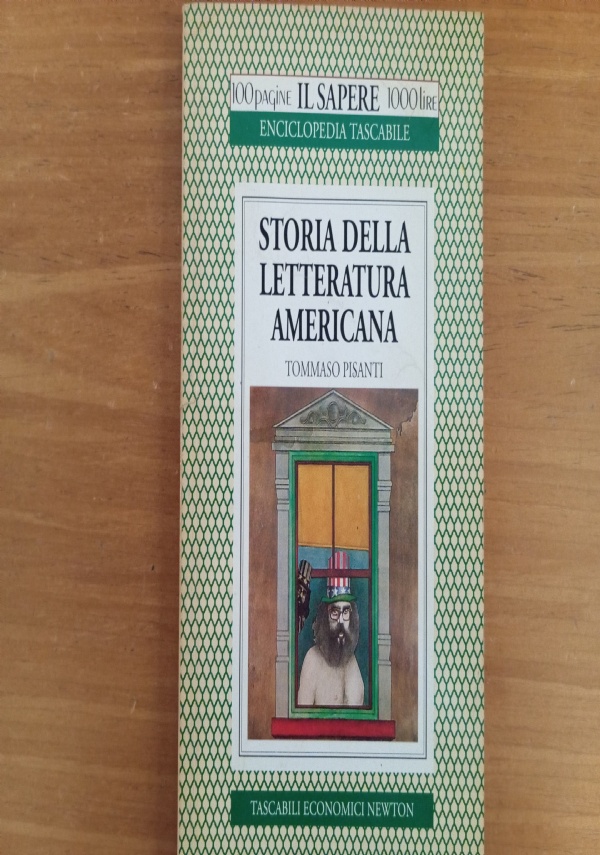 100 pagine IL SAPERE 1000 lire
ENCICLOPEDIA TASCABILE
STORIA DELLA
LETTERATURA
AMERICANA
TOMMASO PISANTI
TASCABILI ECONOMICI NEWTON